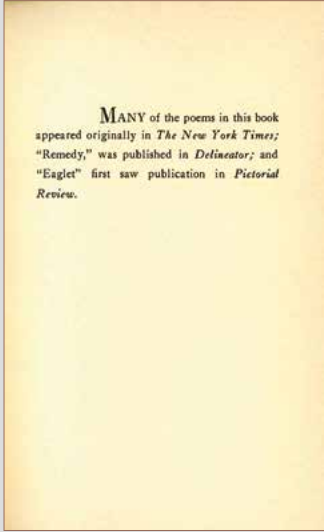 MANY of the poems in this book
appeared originally in The New York Times;
“Remedy,” was published in Delineator; and
“Eaglet” first saw publication in Pictorial
Review.